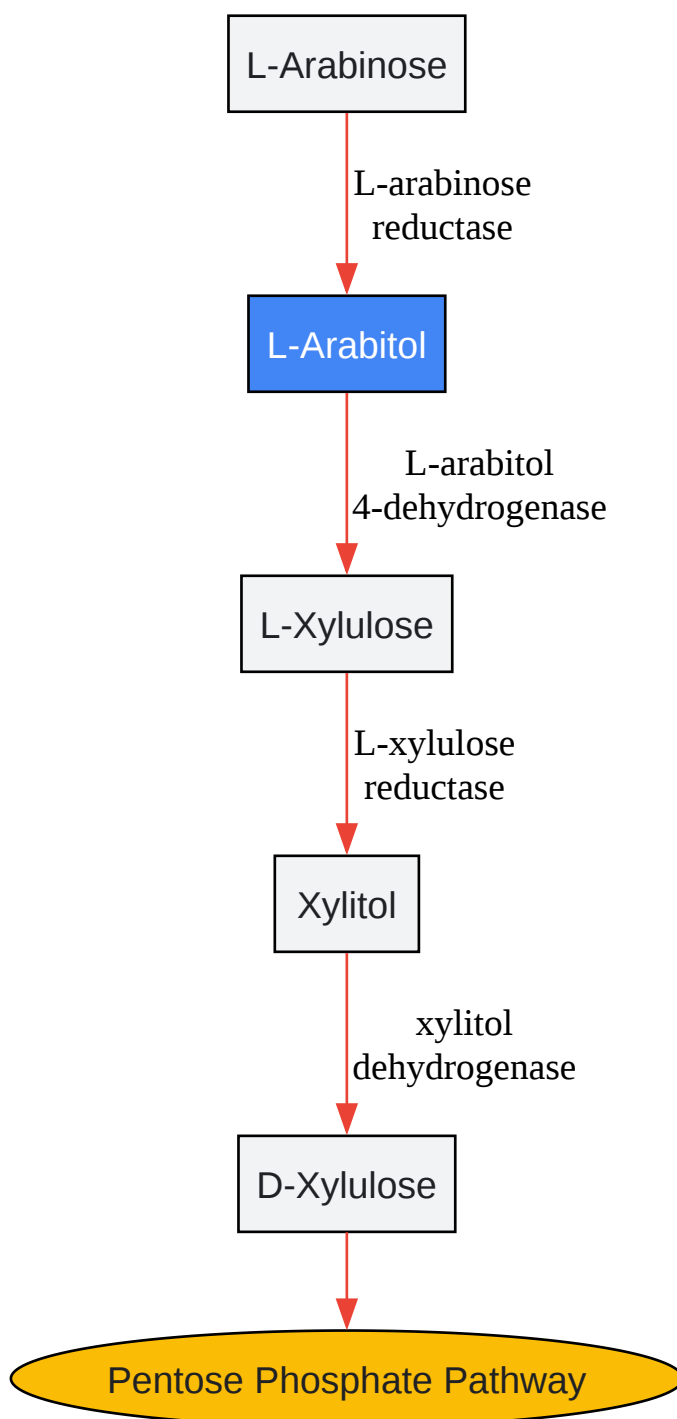 L-Arabinose
L-arabinose
reductase
L-Arabitol
L-arabitol
4-dehydrogenase
L-Xylulose
L-xylulose
reductase
Xylitol
xylitol
dehydrogenase
D-Xylulose
Pentose Phosphate Pathway